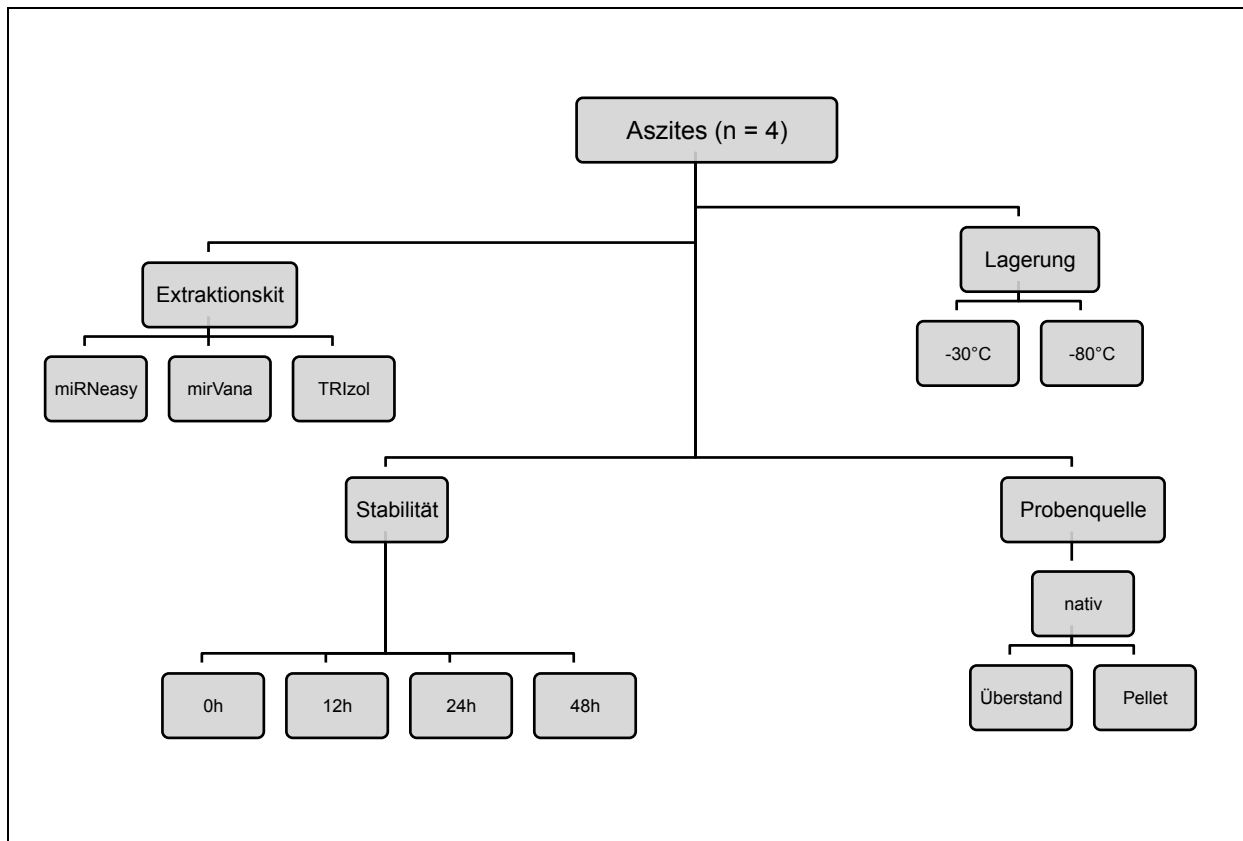 Aszites (n = 4)
Lagerung
Extraktionskit
-30°C
-80°C
miRNeasy
mirVana
TRIzol
Stabilität
Probenquelle
nativ
Überstand
Pellet
0h
12h
24h
48h